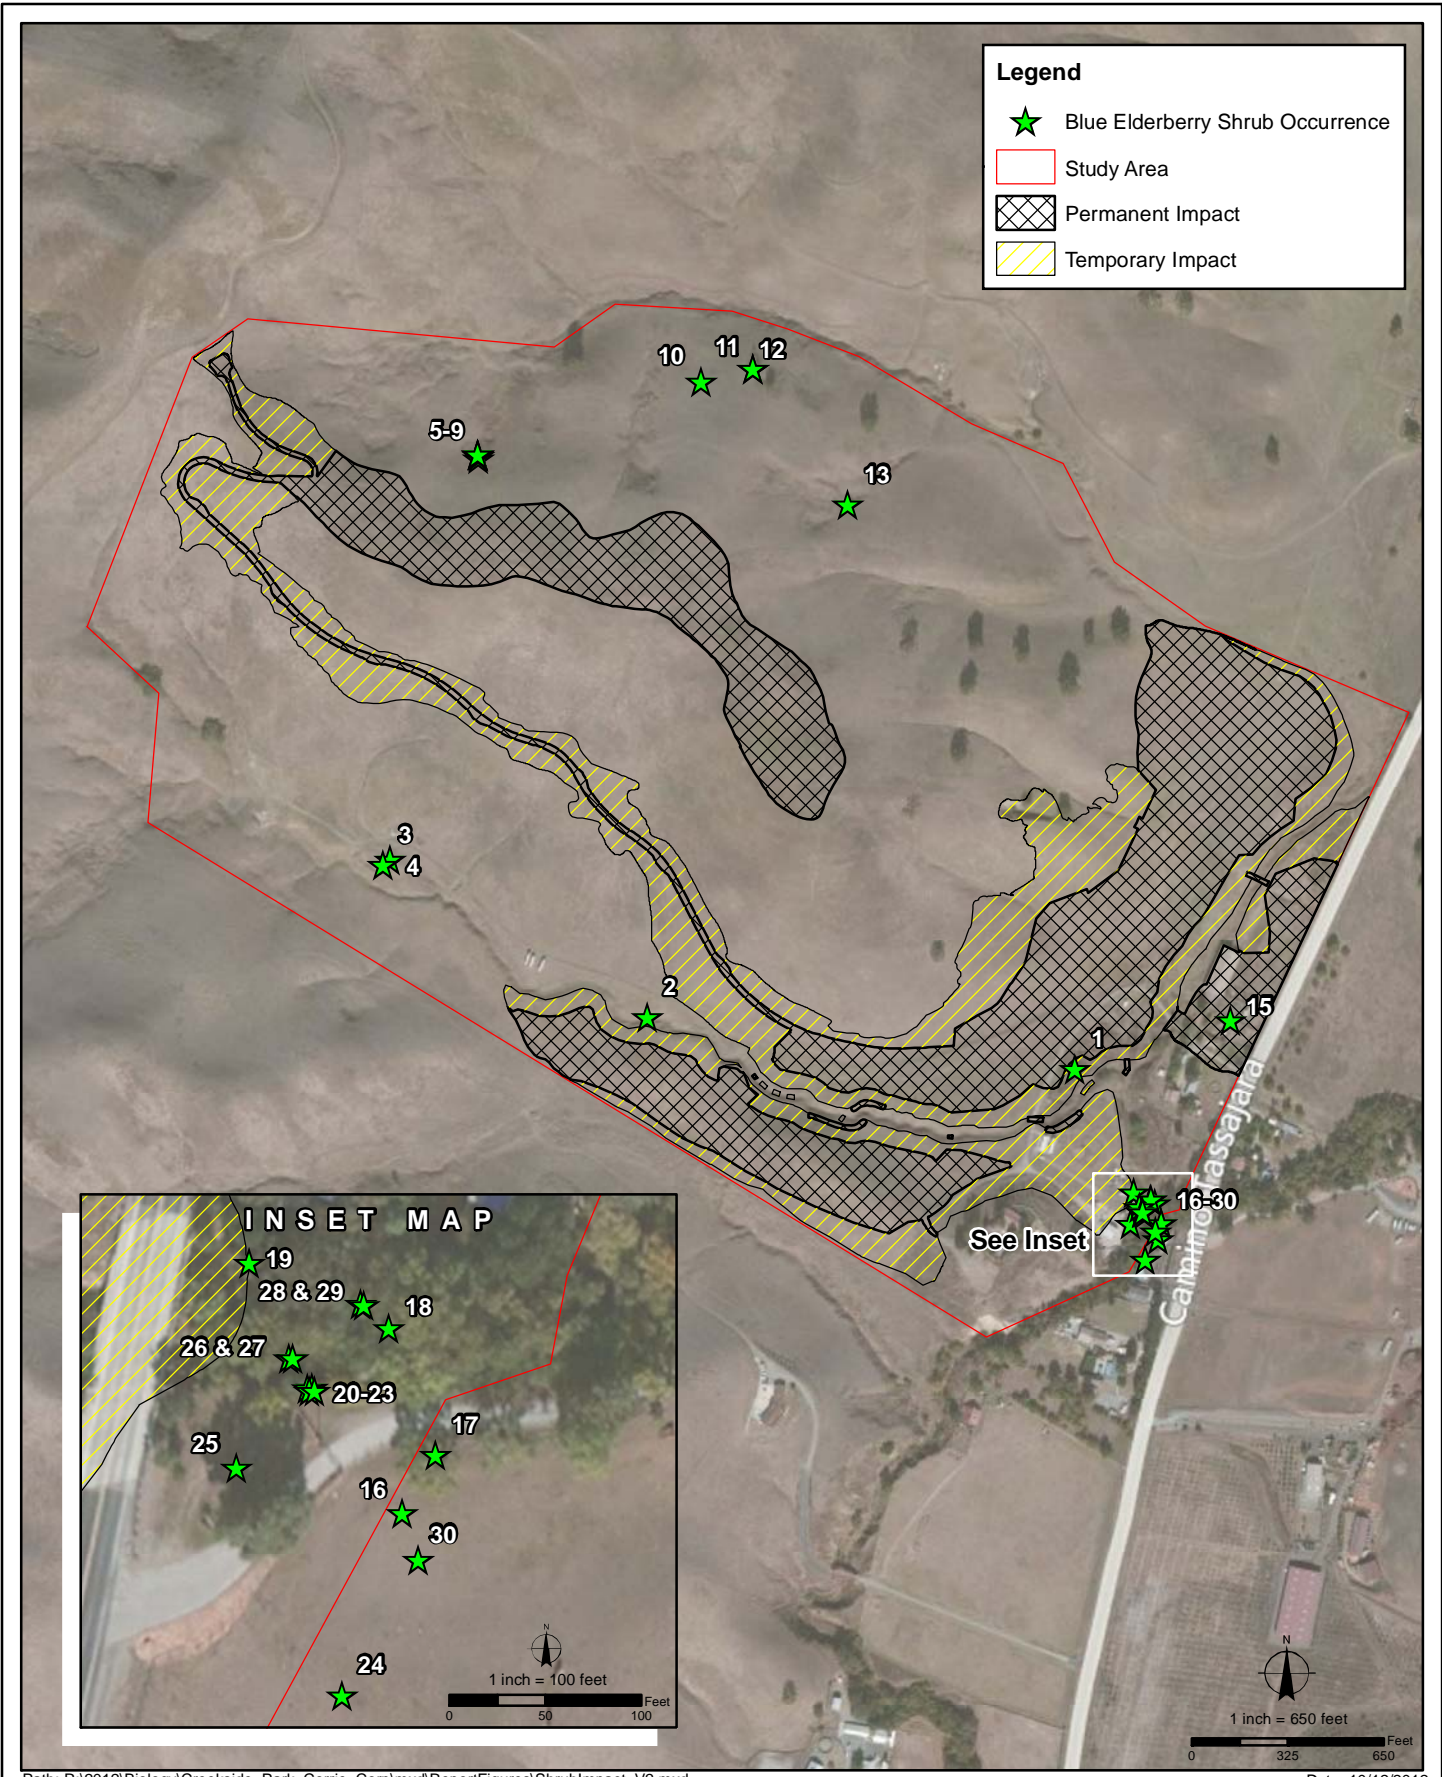 Legend
Blue Elderberry Shrub Occurrence
Study Area
Permanent Impact
Temporary Impact
10
11
12
5-9
13
3
4
2
15
1
16-30
See Inset
Camino Tassajara
INSET MAP
19
28 & 29
18
26 & 27
20-23
17
25
16
30
24
N
1 inch = 100 feet
Feet
0 50 100
N
1 inch = 650 feet
Feet
0 325 650